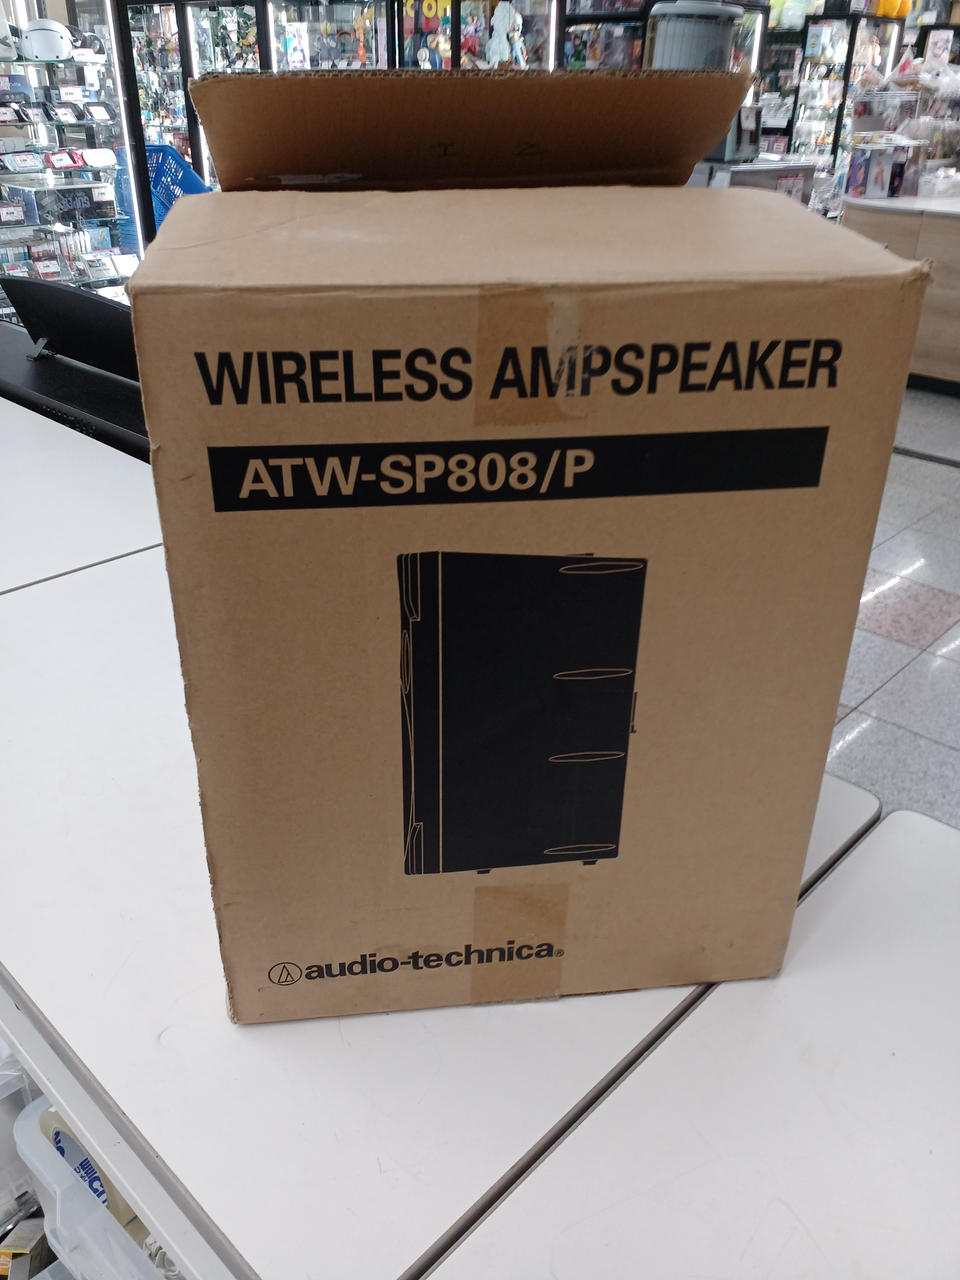 WIRELESS AMPSPEAKER
ATW-SP808/P
audio-technica®